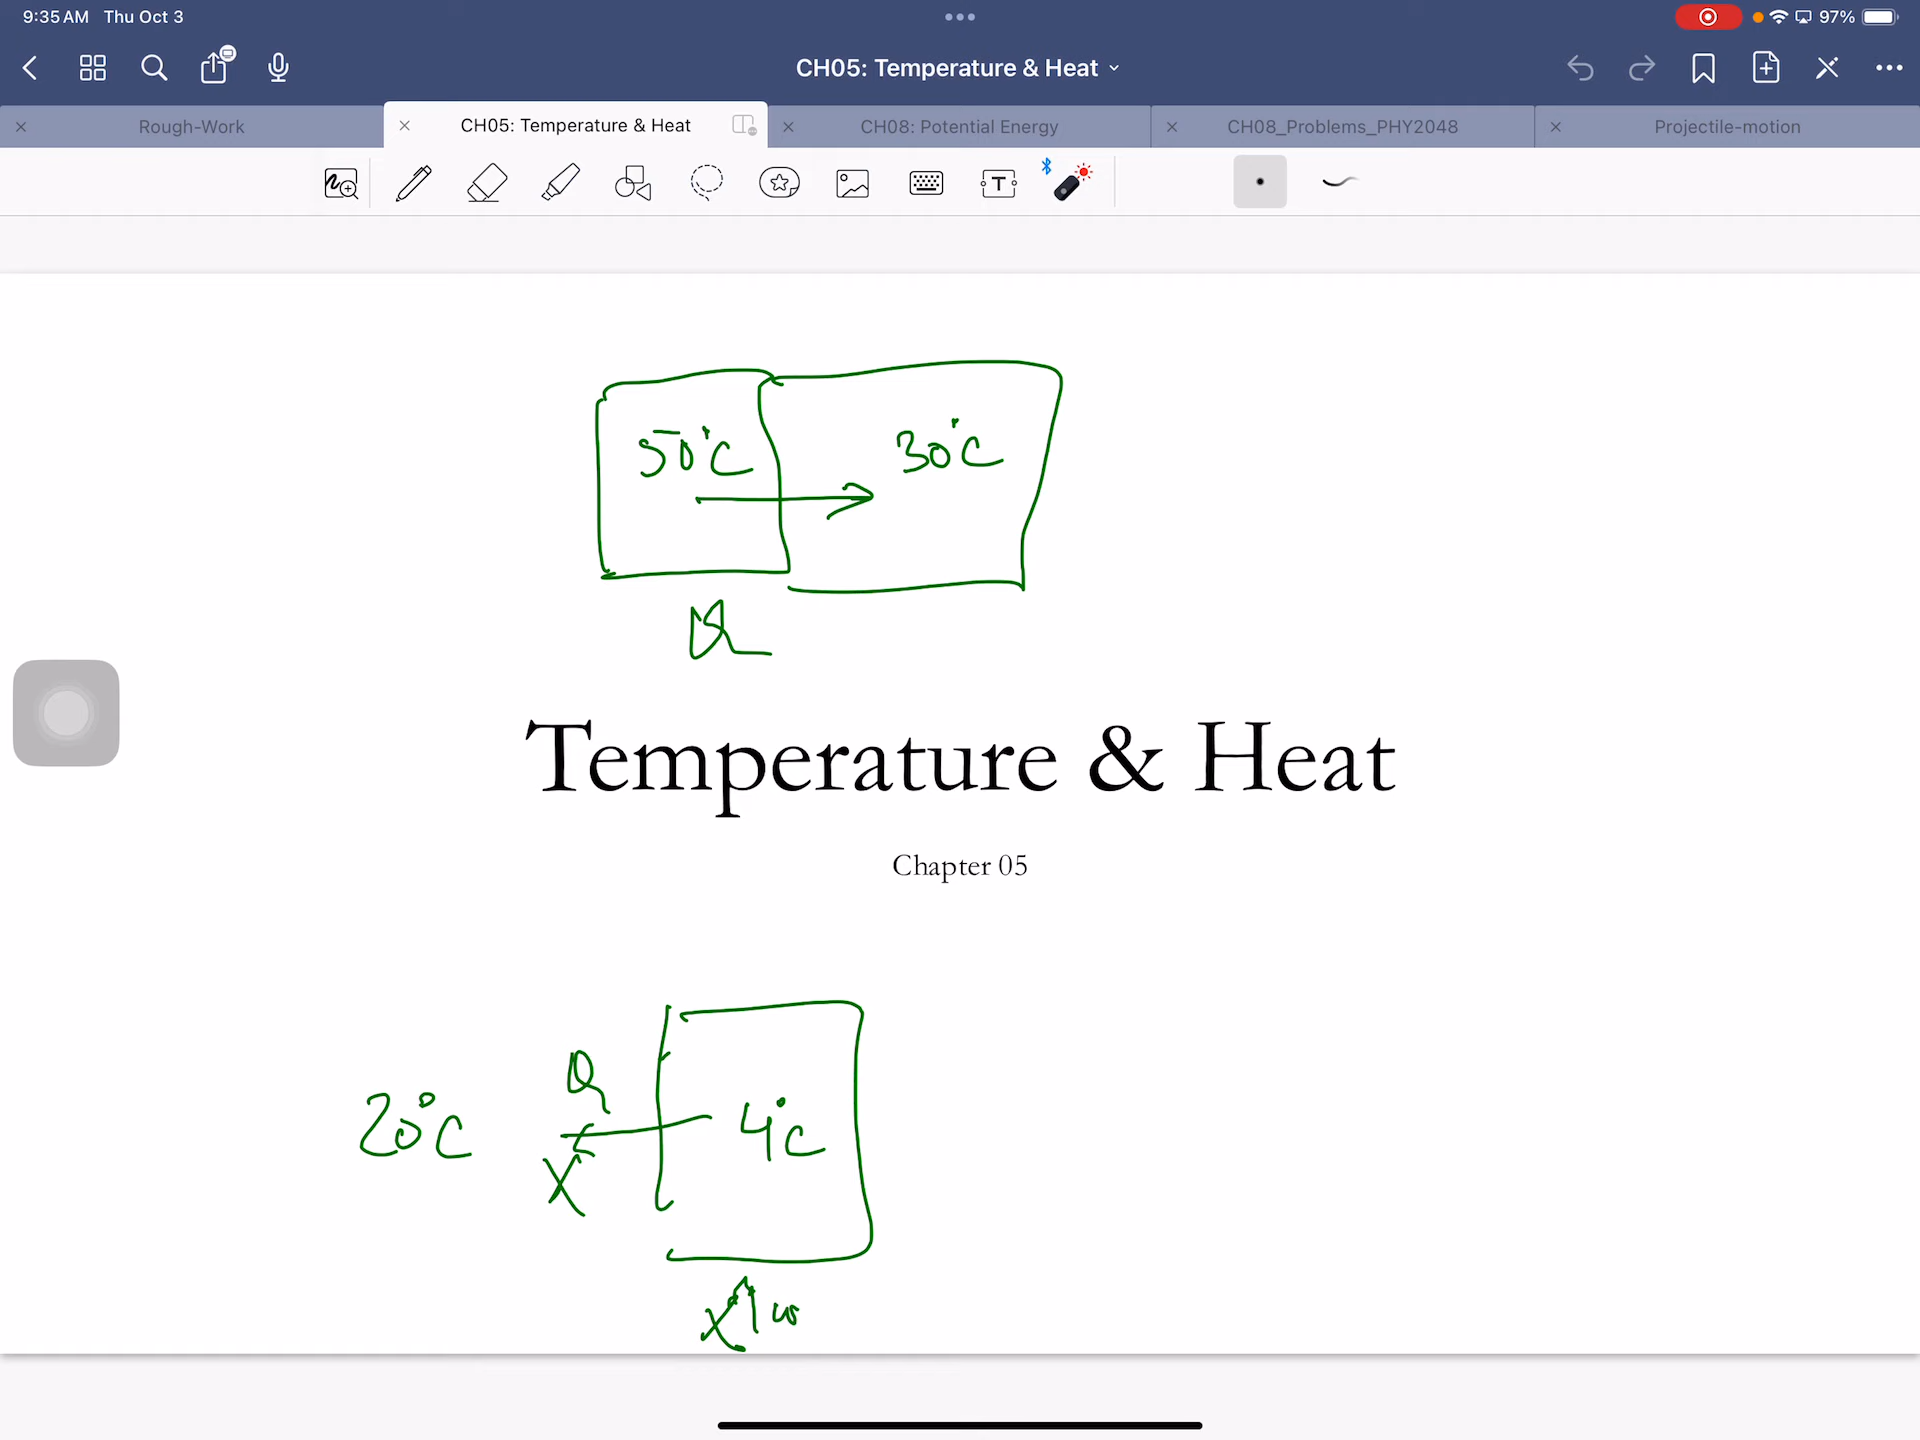 9:35 AM Thu Oct 3
97%
CH05: Temperature & Heat
Rough-Work
CH05: Temperature & Heat
CH08: Potential Energy
CH08_Problems_PHY2048
Projectile-motion
T
50°C
30°C
Q
Temperature & Heat
Chapter 05
Q
20°C
4°C
X
X